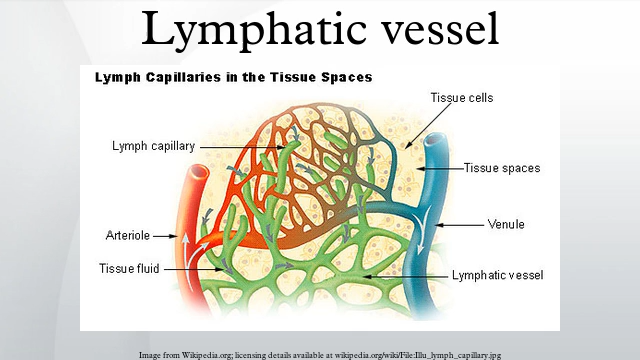 Lymphatic vessel
Lymph Capillaries in the Tissue Spaces
Tissue cells
Lymph capillary
Tissue spaces
Venule
Arteriole
Tissue fluid
Lymphatic vessel
Image from Wikipedia.org; licensing details available at wikipedia.org/wiki/File:Illu_lymph_capillary.jpg